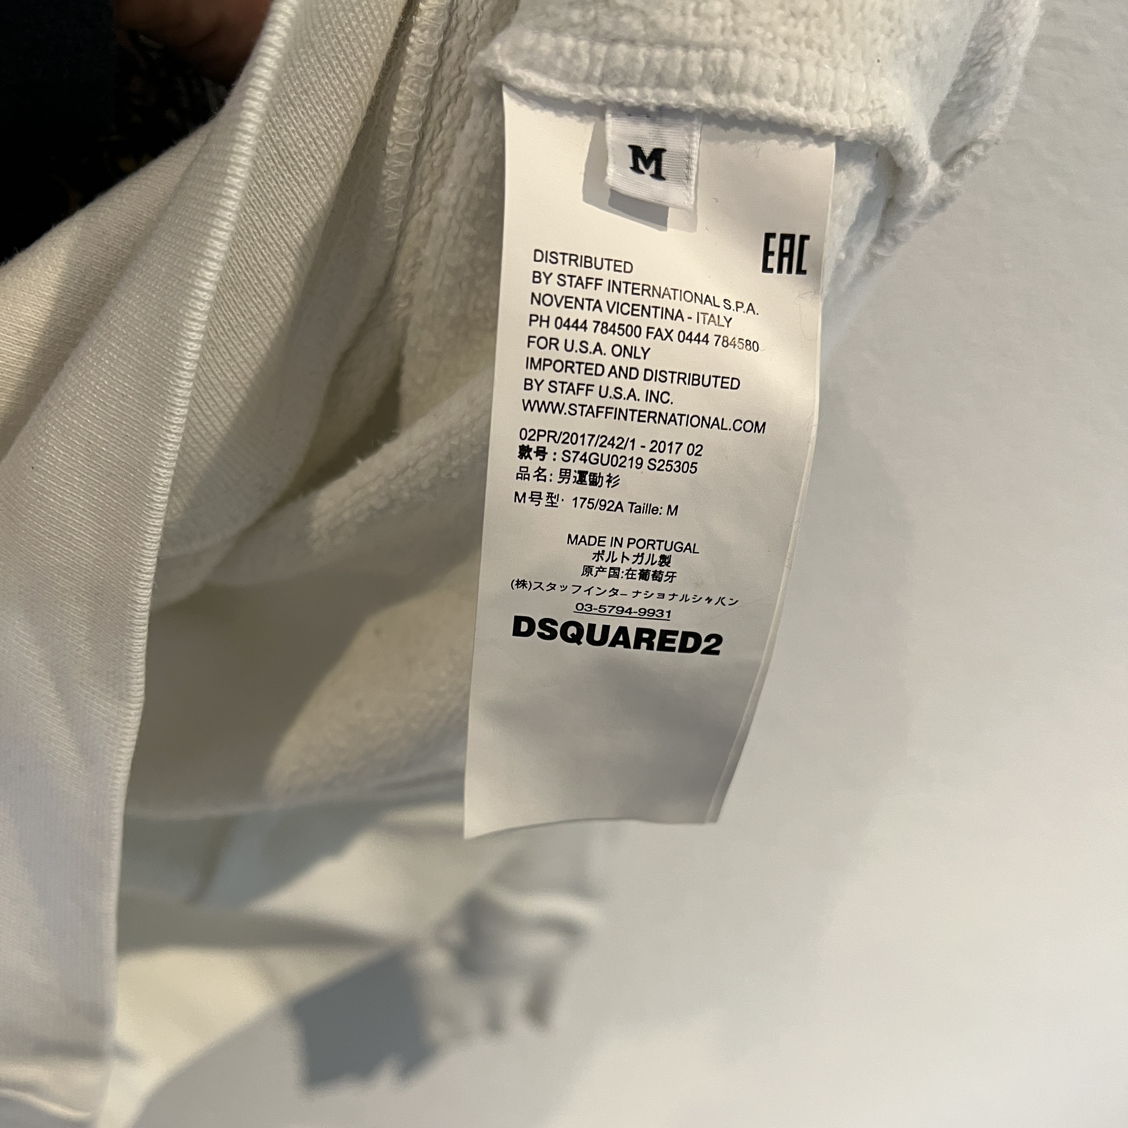 M
EAC
DISTRIBUTED
BY STAFF INTERNATIONAL S.P.A.
NOVENTA VICENTINA - ITALY
PH 0444 784500 FAX 0444 784580
FOR U.S.A. ONLY
IMPORTED AND DISTRIBUTED
BY STAFF U.S.A. INC.
WWW.STAFFINTERNATIONAL.COM
02PR/2017/242/1 - 2017 02
款号 : S74GU0219 S25305
品名: 男運動衫
M号型· 175/92A Taille: M
MADE IN PORTUGAL
ポルトガル製
原产国:在葡萄牙
(株)スタッフインターナショナルジャパン
03-5794-9931
DSQUARED2